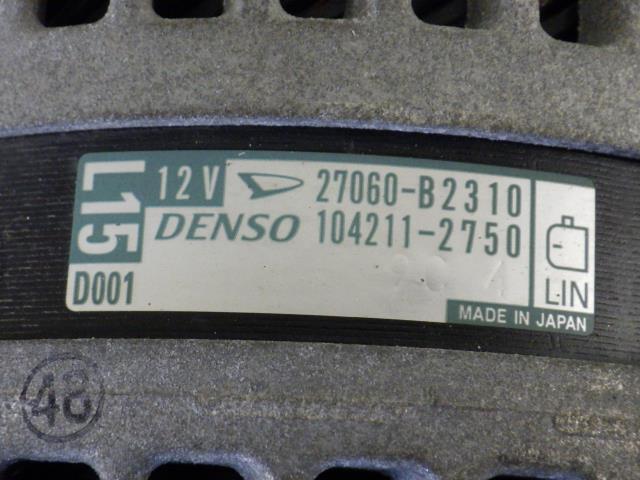 L15
12V 27060-B2310
DENSO 104211-2750
D001
LIN
MADE IN JAPAN
48